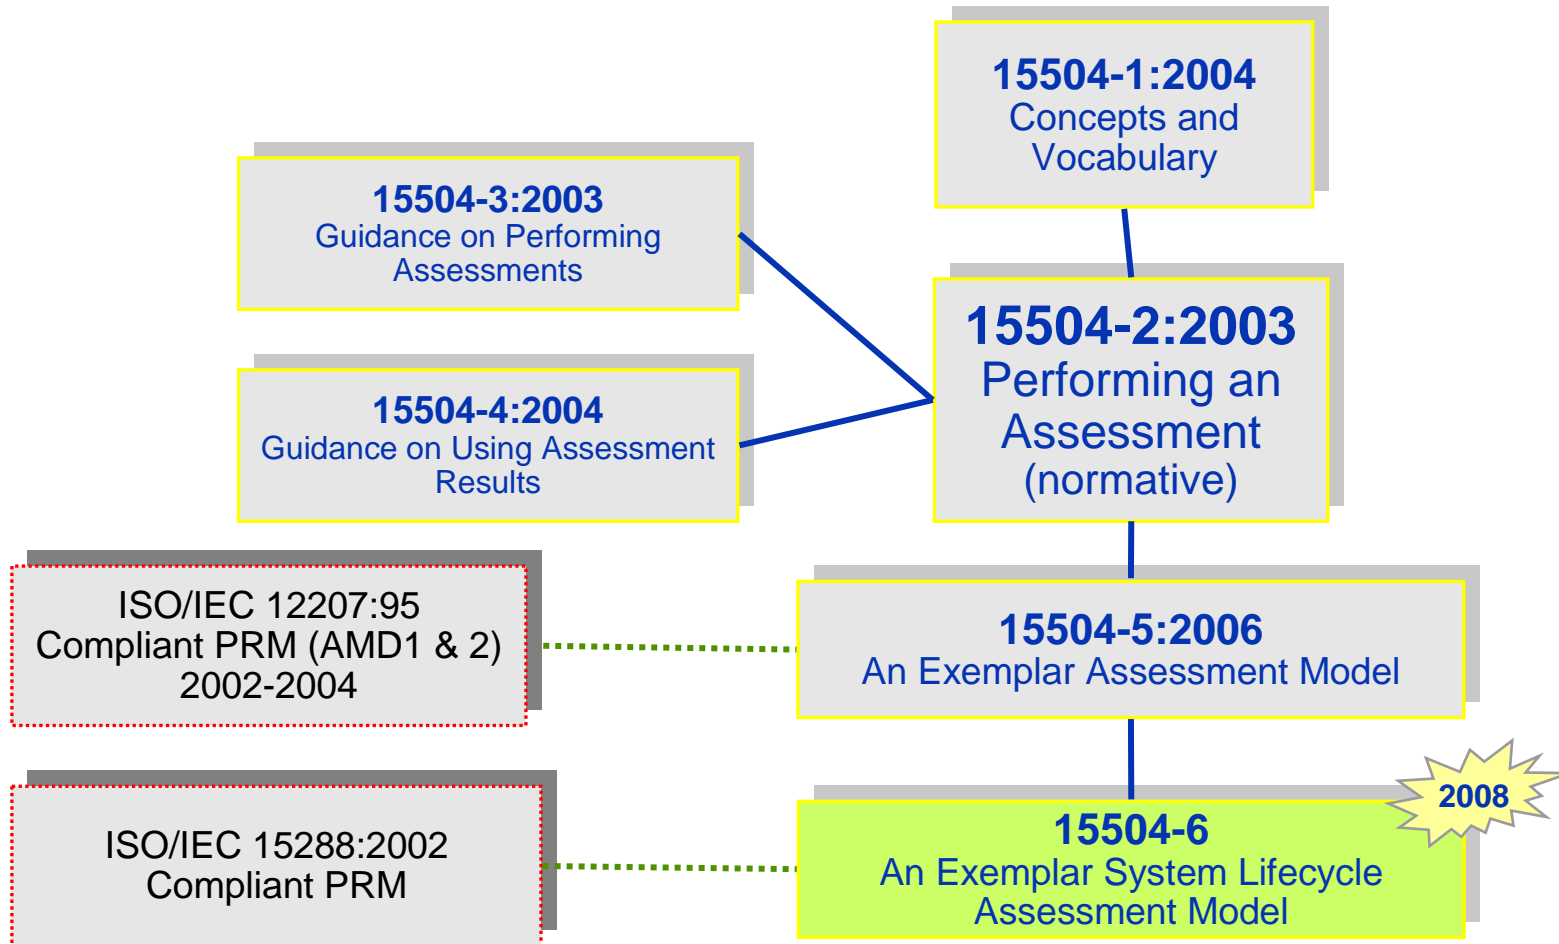 15504-1:2004
Concepts and
Vocabulary
15504-3:2003
Guidance on Performing
Assessments
15504-2:2003
Performing an
Assessment
(normative)
15504-4:2004
Guidance on Using Assessment
Results
ISO/IEC 12207:95
Compliant PRM (AMD1 & 2)
2002-2004
15504-5:2006
An Exemplar Assessment Model
2008
ISO/IEC 15288:2002
Compliant PRM
15504-6
An Exemplar System Lifecycle
Assessment Model